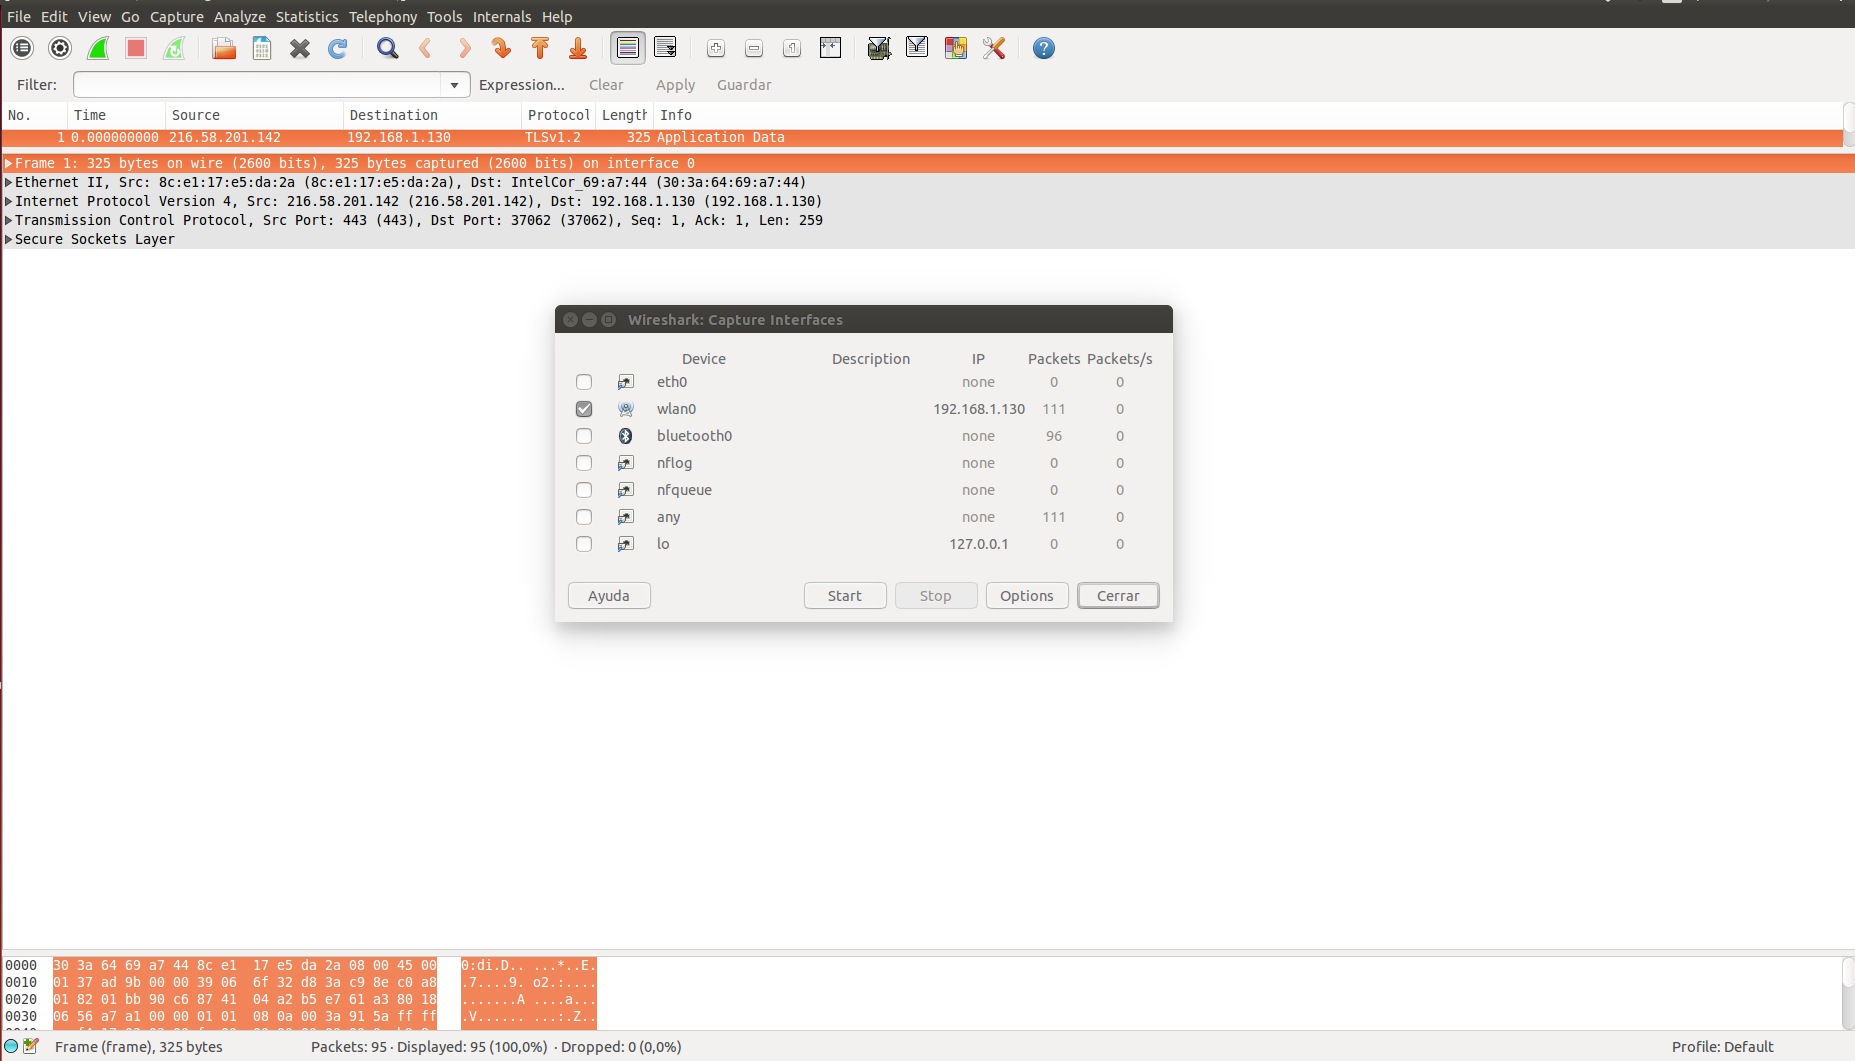 File Edit View Go Capture Analyze Statistics Telephony Tools Internals Help
Filter: Expression... Clear Apply Guardar
No. Time Source Destination Protocol Length Info
1 0.000000000 216.58.201.142 192.168.1.130 TLSv1.2 325 Application Data
Frame 1: 325 bytes on wire (2600 bits), 325 bytes captured (2600 bits) on interface 0
Ethernet II, Src: 8c:e1:17:e5:da:2a (8c:e1:17:e5:da:2a), Dst: IntelCor_69:a7:44 (30:3a:64:69:a7:44)
Internet Protocol Version 4, Src: 216.58.201.142 (216.58.201.142), Dst: 192.168.1.130 (192.168.1.130)
Transmission Control Protocol, Src Port: 443 (443), Dst Port: 37062 (37062), Seq: 1, Ack: 1, Len: 259
Secure Sockets Layer
Wireshark: Capture Interfaces
Device Description IP Packets Packets/s
eth0 none 0 0
wlan0 192.168.1.130 111 0
bluetooth0 none 96 0
nflog none 0 0
nfqueue none 0 0
any none 111 0
lo 127.0.0.1 0 0
Ayuda Start Stop Options Cerrar
0000 30 3a 64 69 a7 44 8c e1 17 e5 da 2a 08 00 45 00 0:di.D.. ...*..E.
0010 01 37 ad 9b 00 00 39 06 6f 32 d8 3a c9 8e c0 a8 .7....9. o2.:....
0020 01 82 01 bb 90 c6 87 41 04 a2 b5 e7 61 a3 80 18 .......A ....a...
0030 06 56 a7 a1 00 00 01 01 08 0a 00 3a 91 5a ff ff .V...... ...:.Z..
Frame (frame), 325 bytes Packets: 95 · Displayed: 95 (100,0%) · Dropped: 0 (0,0%) Profile: Default